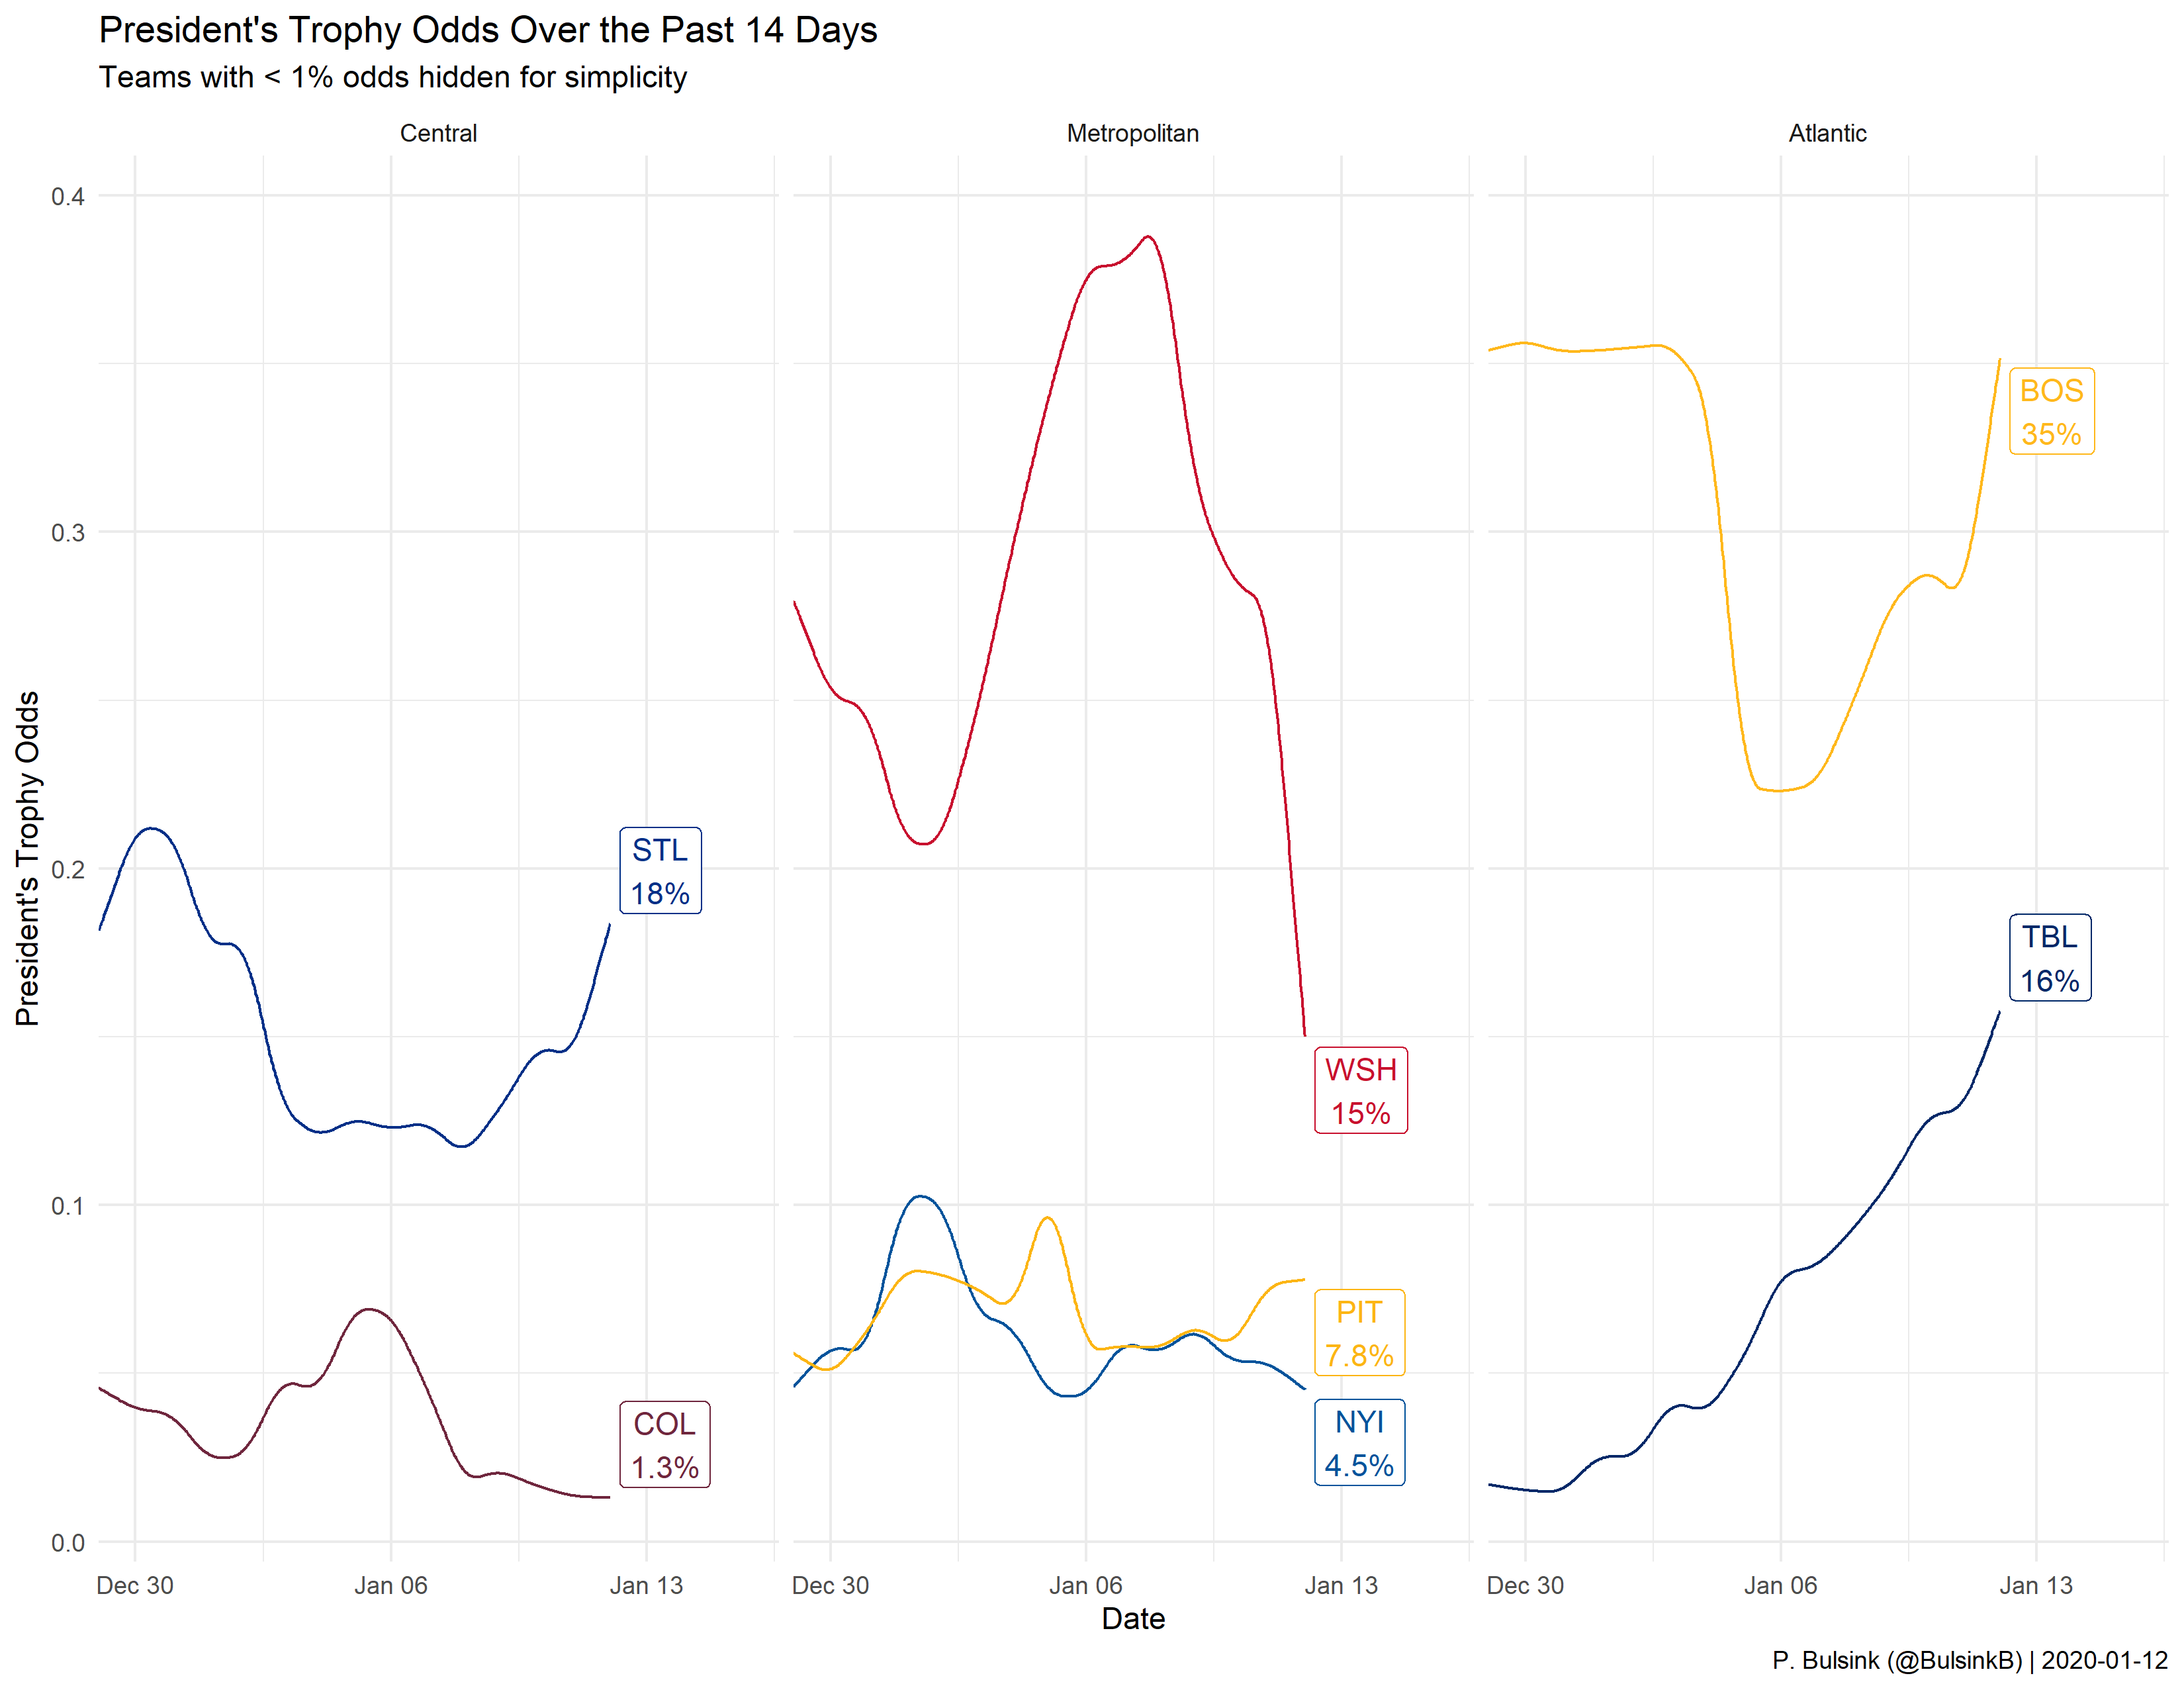 President's Trophy Odds Over the Past 14 Days
Teams with < 1% odds hidden for simplicity
Central
Metropolitan
Atlantic
President's Trophy Odds
0.4
0.3
0.2
0.1
0.0
STL
18%
COL
1.3%
WSH
15%
PIT
7.8%
NYI
4.5%
BOS
35%
TBL
16%
Dec 30
Jan 06
Jan 13
Dec 30
Jan 06
Jan 13
Dec 30
Jan 06
Jan 13
Date
P. Bulsink (@BulsinkB) | 2020-01-12